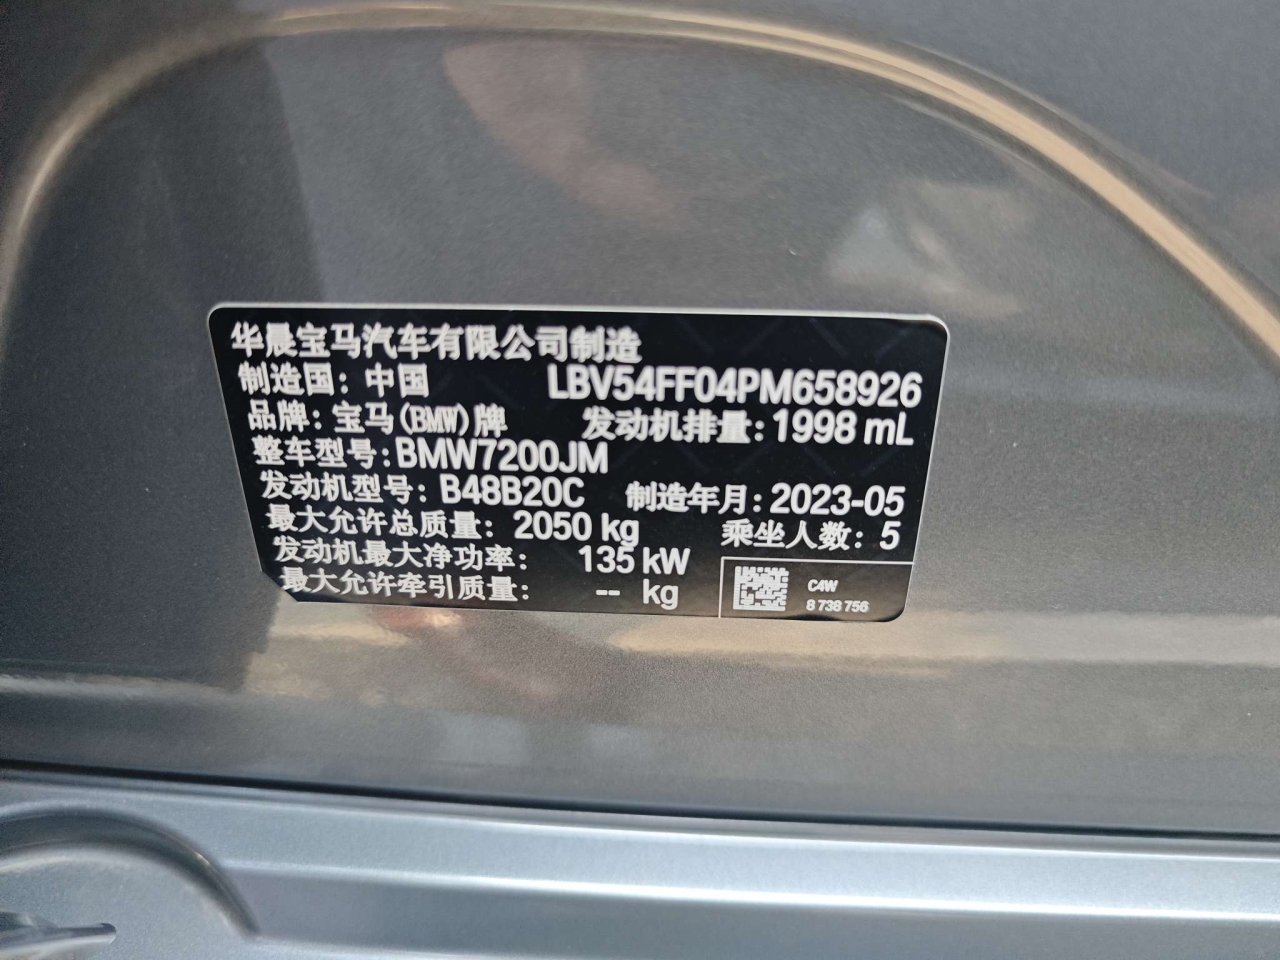 华晨宝马汽车有限公司制造
制造国：中国 LBV54FF04PM658926
品牌：宝马(BMW)牌 发动机排量：1998 mL
整车型号：BMW7200JM
发动机型号：B48B20C 制造年月：2023-05
最大允许总质量：2050 kg 乘坐人数：5
发动机最大净功率：135 kW
最大允许牵引质量：-- kg
C4W
8 738 756